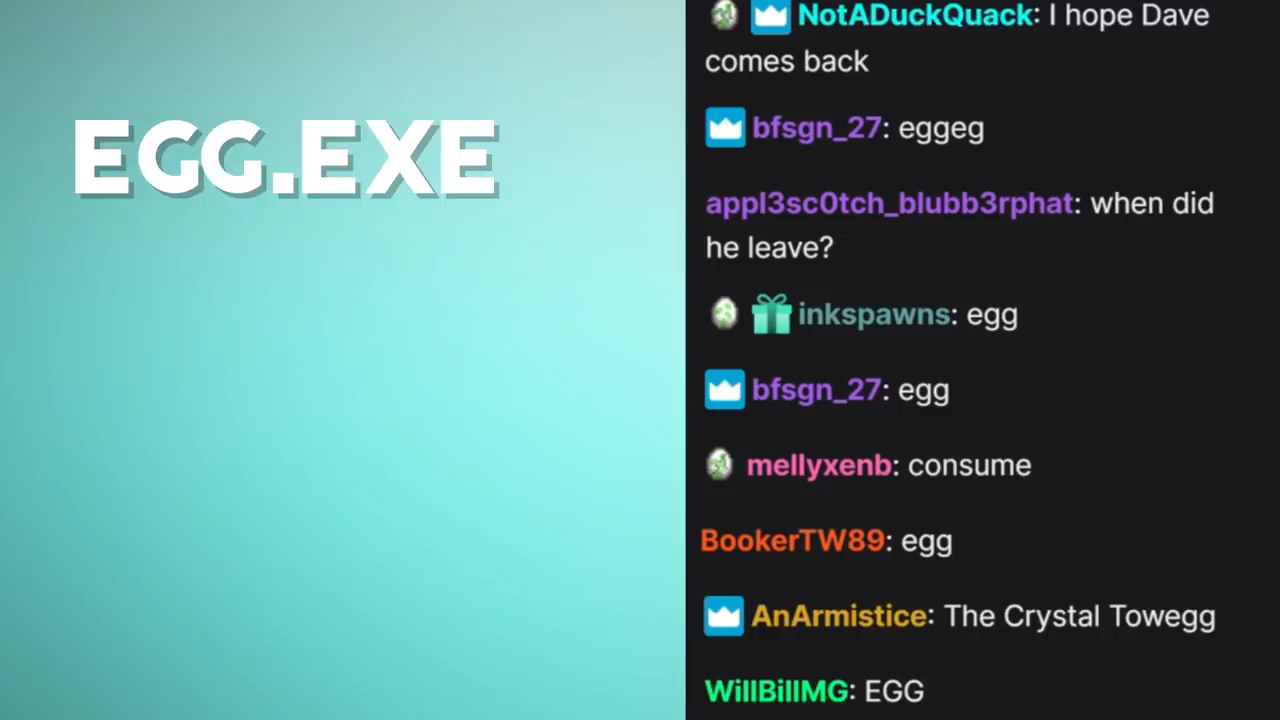 EGG.EXE
NotADuckQuack: I hope Dave
comes back
bfsgn_27: eggeg
appl3sc0tch_blubb3rphat: when did
he leave?
inkspawns: egg
bfsgn_27: egg
mellyxenb: consume
BookerTW89: egg
AnArmistice: The Crystal Towegg
WillBillMG: EGG